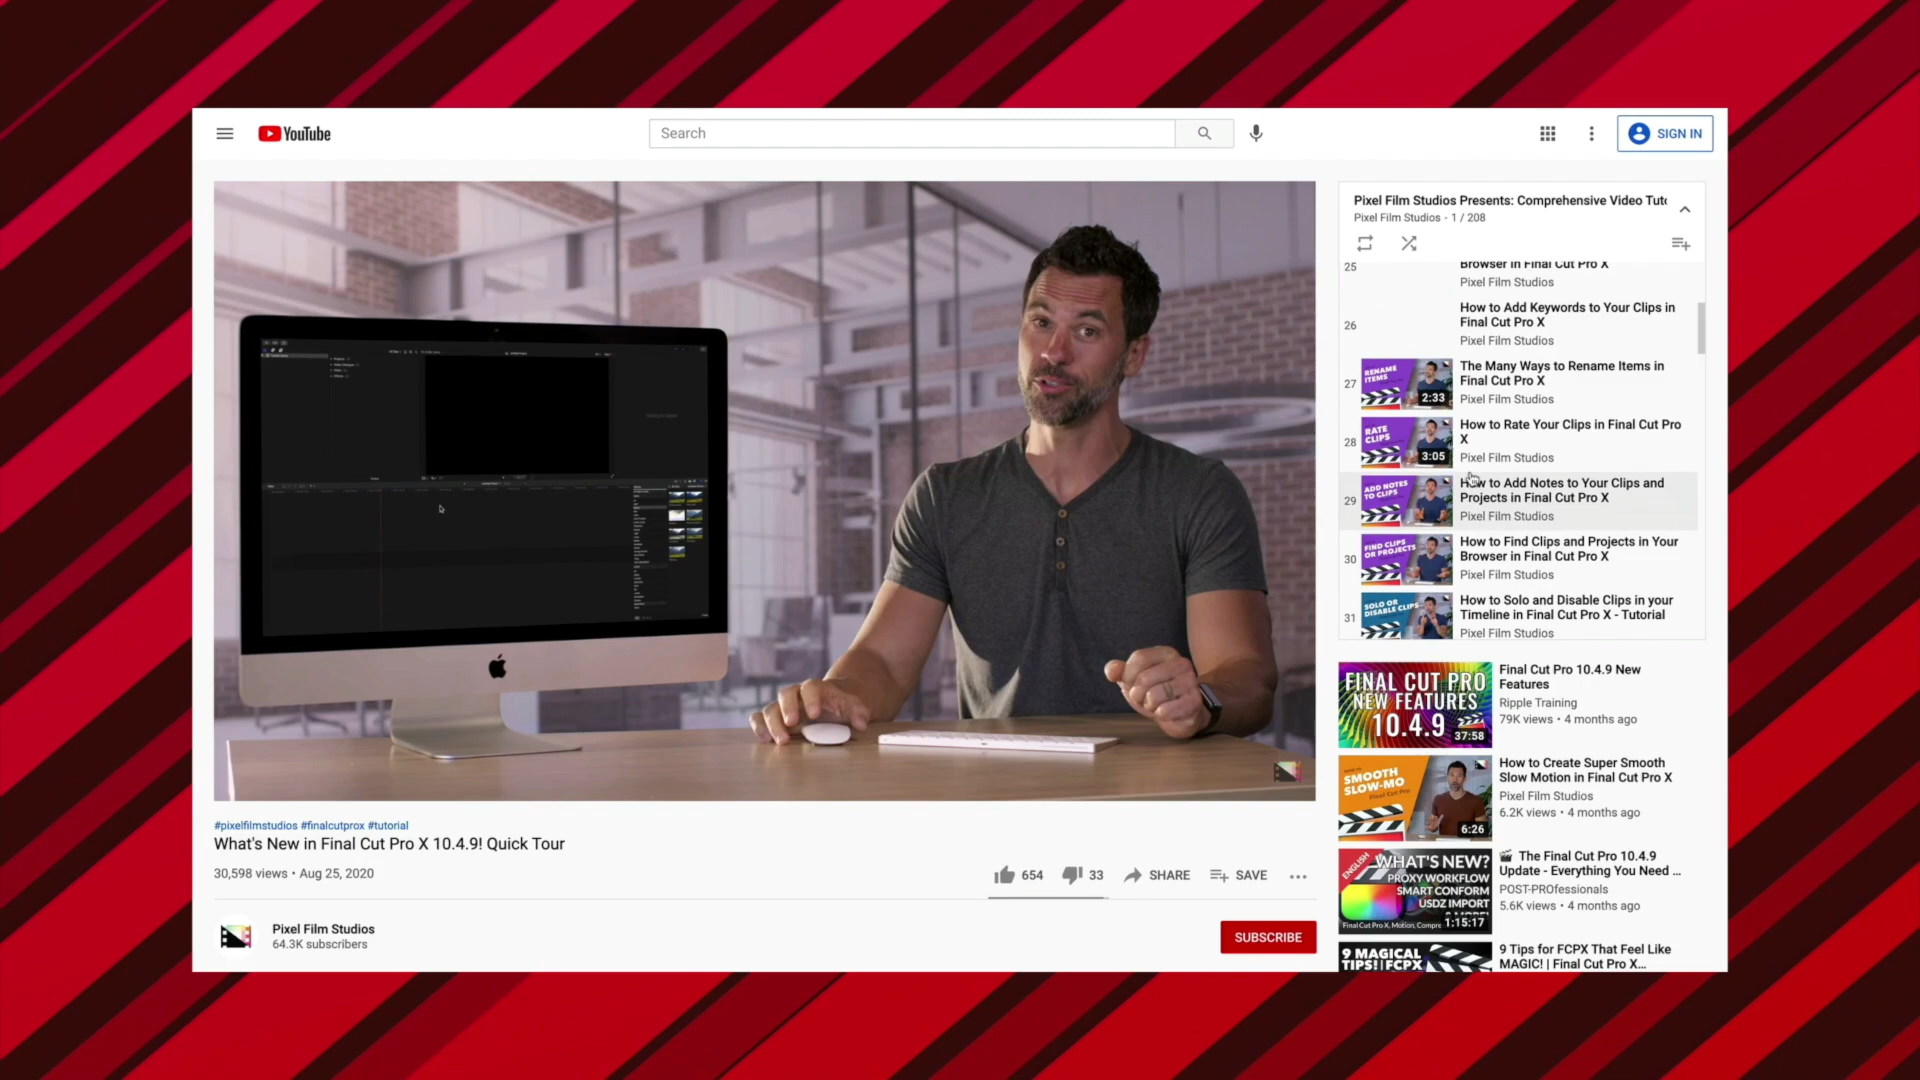 YouTube
Search
SIGN IN
Pixel Film Studios Presents: Comprehensive Video Tuto
Pixel Film Studios - 1 / 208
25
Browser in Final Cut Pro X
Pixel Film Studios
26
How to Add Keywords to Your Clips in
Final Cut Pro X
Pixel Film Studios
27
RENAME
ITEMS
2:33
The Many Ways to Rename Items in
Final Cut Pro X
Pixel Film Studios
28
RATE
CLIPS
3:05
How to Rate Your Clips in Final Cut Pro
X
Pixel Film Studios
29
ADD NOTES
TO CLIPS
How to Add Notes to Your Clips and
Projects in Final Cut Pro X
Pixel Film Studios
30
FIND CLIPS
OR PROJECTS
How to Find Clips and Projects in Your
Browser in Final Cut Pro X
Pixel Film Studios
31
SOLO OR
DISABLE CLIPS
How to Solo and Disable Clips in your
Timeline in Final Cut Pro X - Tutorial
Pixel Film Studios
FINAL CUT PRO
NEW FEATURES
10.4.9
37:58
Final Cut Pro 10.4.9 New
Features
Ripple Training
79K views • 4 months ago
SMOOTH
SLOW-MO
Final Cut Pro
6:26
How to Create Super Smooth
Slow Motion in Final Cut Pro X
Pixel Film Studios
6.2K views • 4 months ago
ENGLISH
WHAT'S NEW?
PROXY WORKFLOW
SMART CONFORM
USDZ IMPORT
& MORE!
Final Cut Pro X, Motion, Compre
1:15:17
The Final Cut Pro 10.4.9
Update - Everything You Need ...
POST-PROfessionals
5.6K views • 4 months ago
9 MAGICAL
TIPS! | FCPX
9 Tips for FCPX That Feel Like
MAGIC! | Final Cut Pro X...
#pixelfilmstudios #finalcutprox #tutorial
What's New in Final Cut Pro X 10.4.9! Quick Tour
30,598 views • Aug 25, 2020
654
33
SHARE
SAVE
Pixel Film Studios
64.3K subscribers
SUBSCRIBE